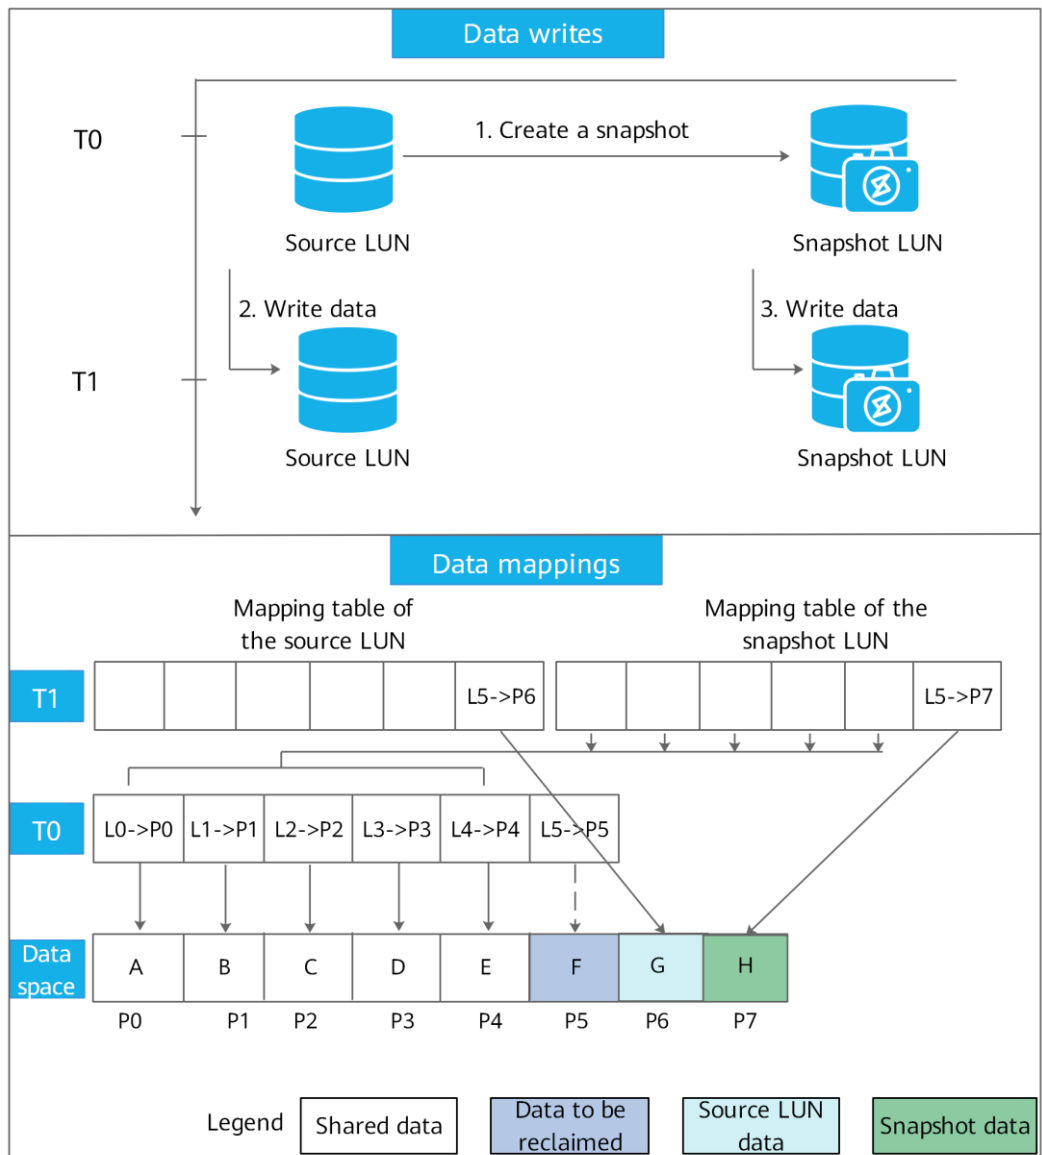 Data writes
T0
1. Create a snapshot
Source LUN
Snapshot LUN
2. Write data
3. Write data
T1
Source LUN
Snapshot LUN
Data mappings
Mapping table of
the source LUN
Mapping table of the
snapshot LUN
T1
L5->P6
L5->P7
T0
L0->P0
L1->P1
L2->P2
L3->P3
L4->P4
L5->P5
Data
space
A
B
C
D
E
F
G
H
P0
P1
P2
P3
P4
P5
P6
P7
Legend
Shared data
Data to be
reclaimed
Source LUN
data
Snapshot data